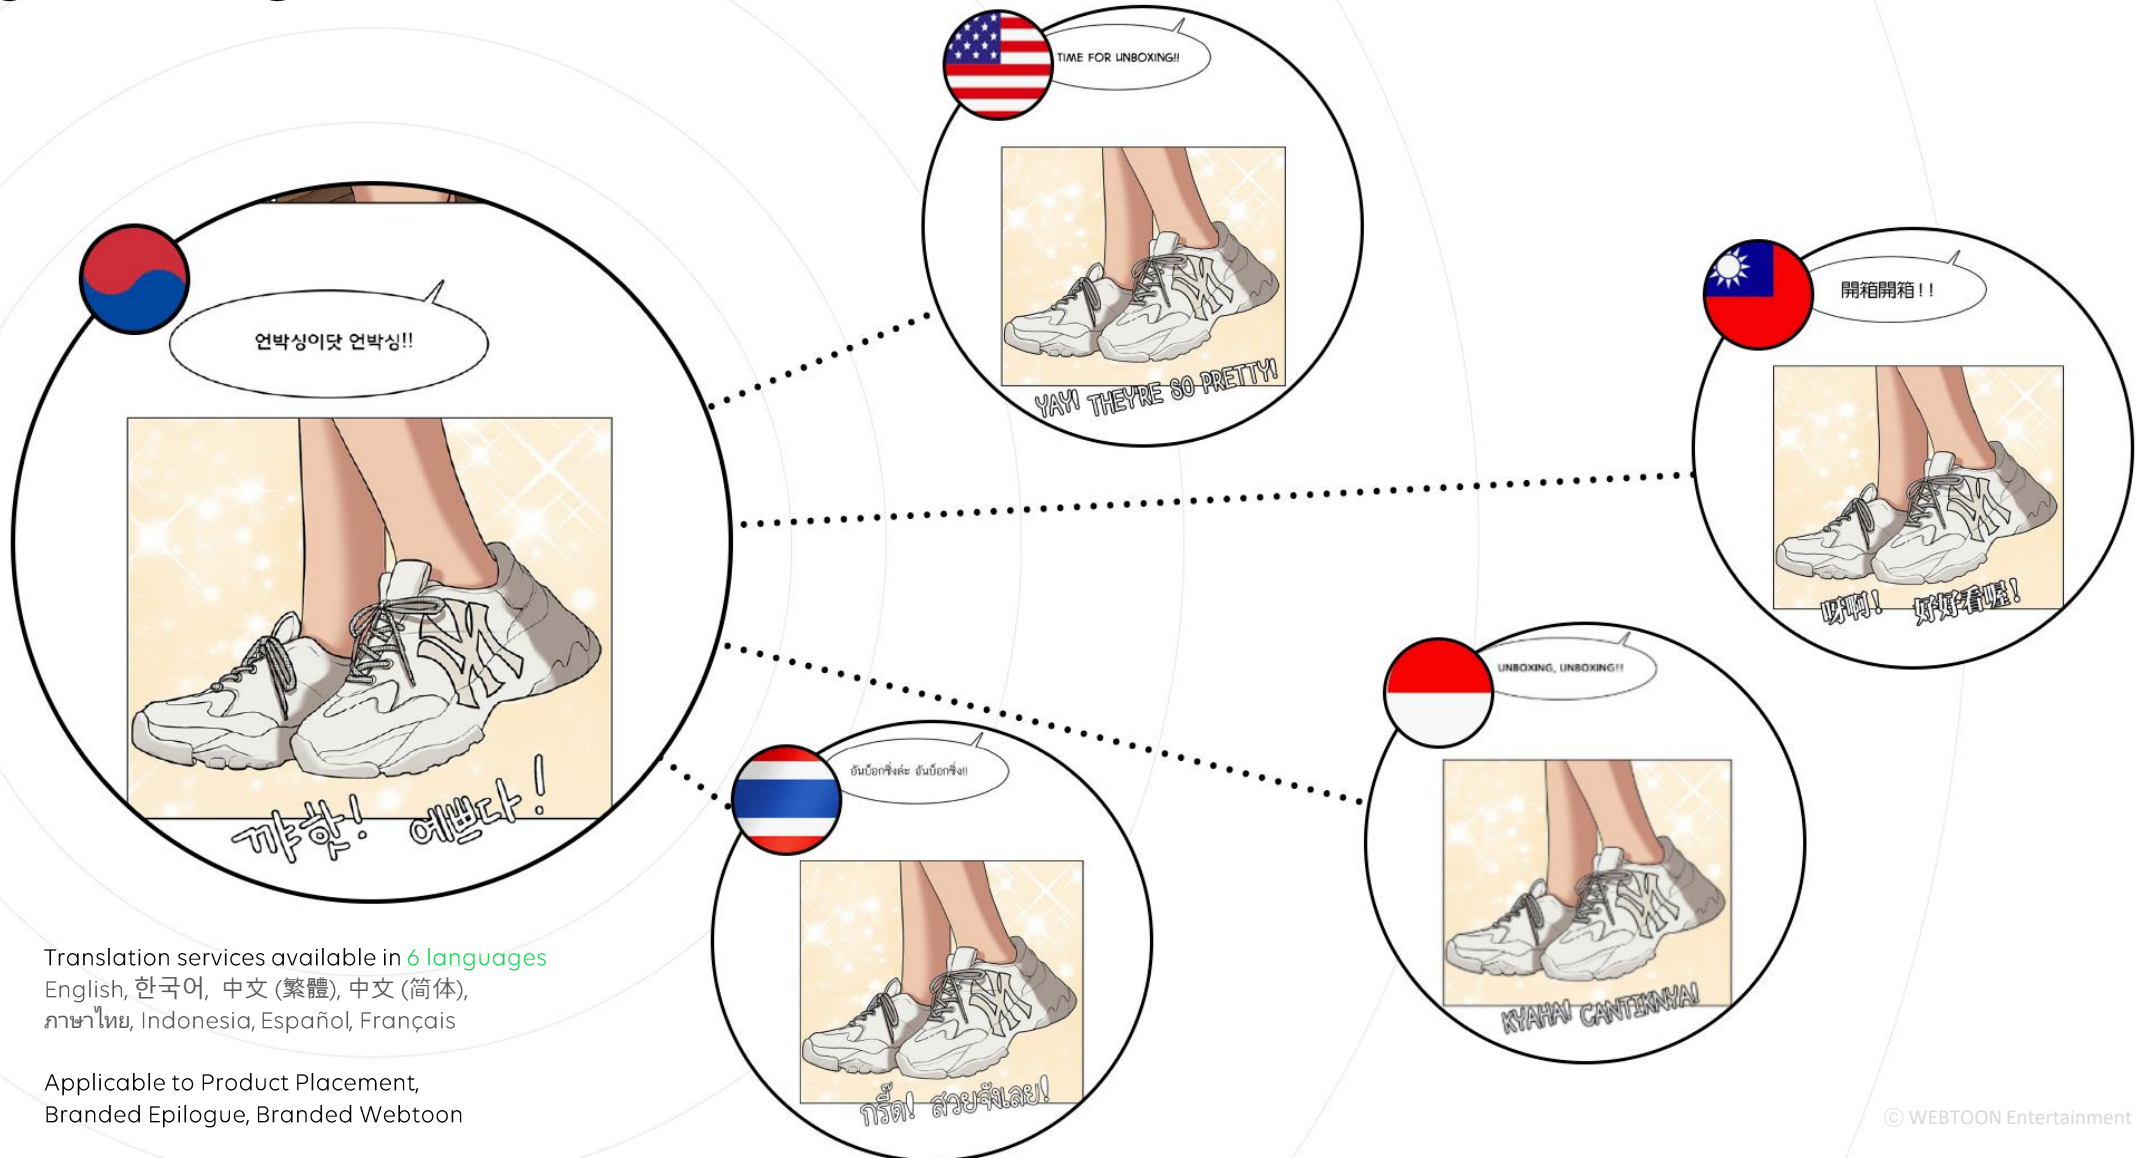 언박싱이닷 언박싱!!
꺄핫! 예쁘다!
TIME FOR UNBOXING!!
YAY! THEY'RE SO PRETTY!
開箱開箱!!
呀啊! 好好看喔!
UNBOXING, UNBOXING!!
KYAHA! CANTIKNYA!
อันบ็อกซิ่งล่ะ อันบ็อกซิ่ง!!
กรี๊ด! สวยจังเลย!
Translation services available in 6 languages
English, 한국어, 中文 (繁體), 中文 (简体),
ภาษาไทย, Indonesia, Español, Français
Applicable to Product Placement,
Branded Epilogue, Branded Webtoon
© WEBTOON Entertainment